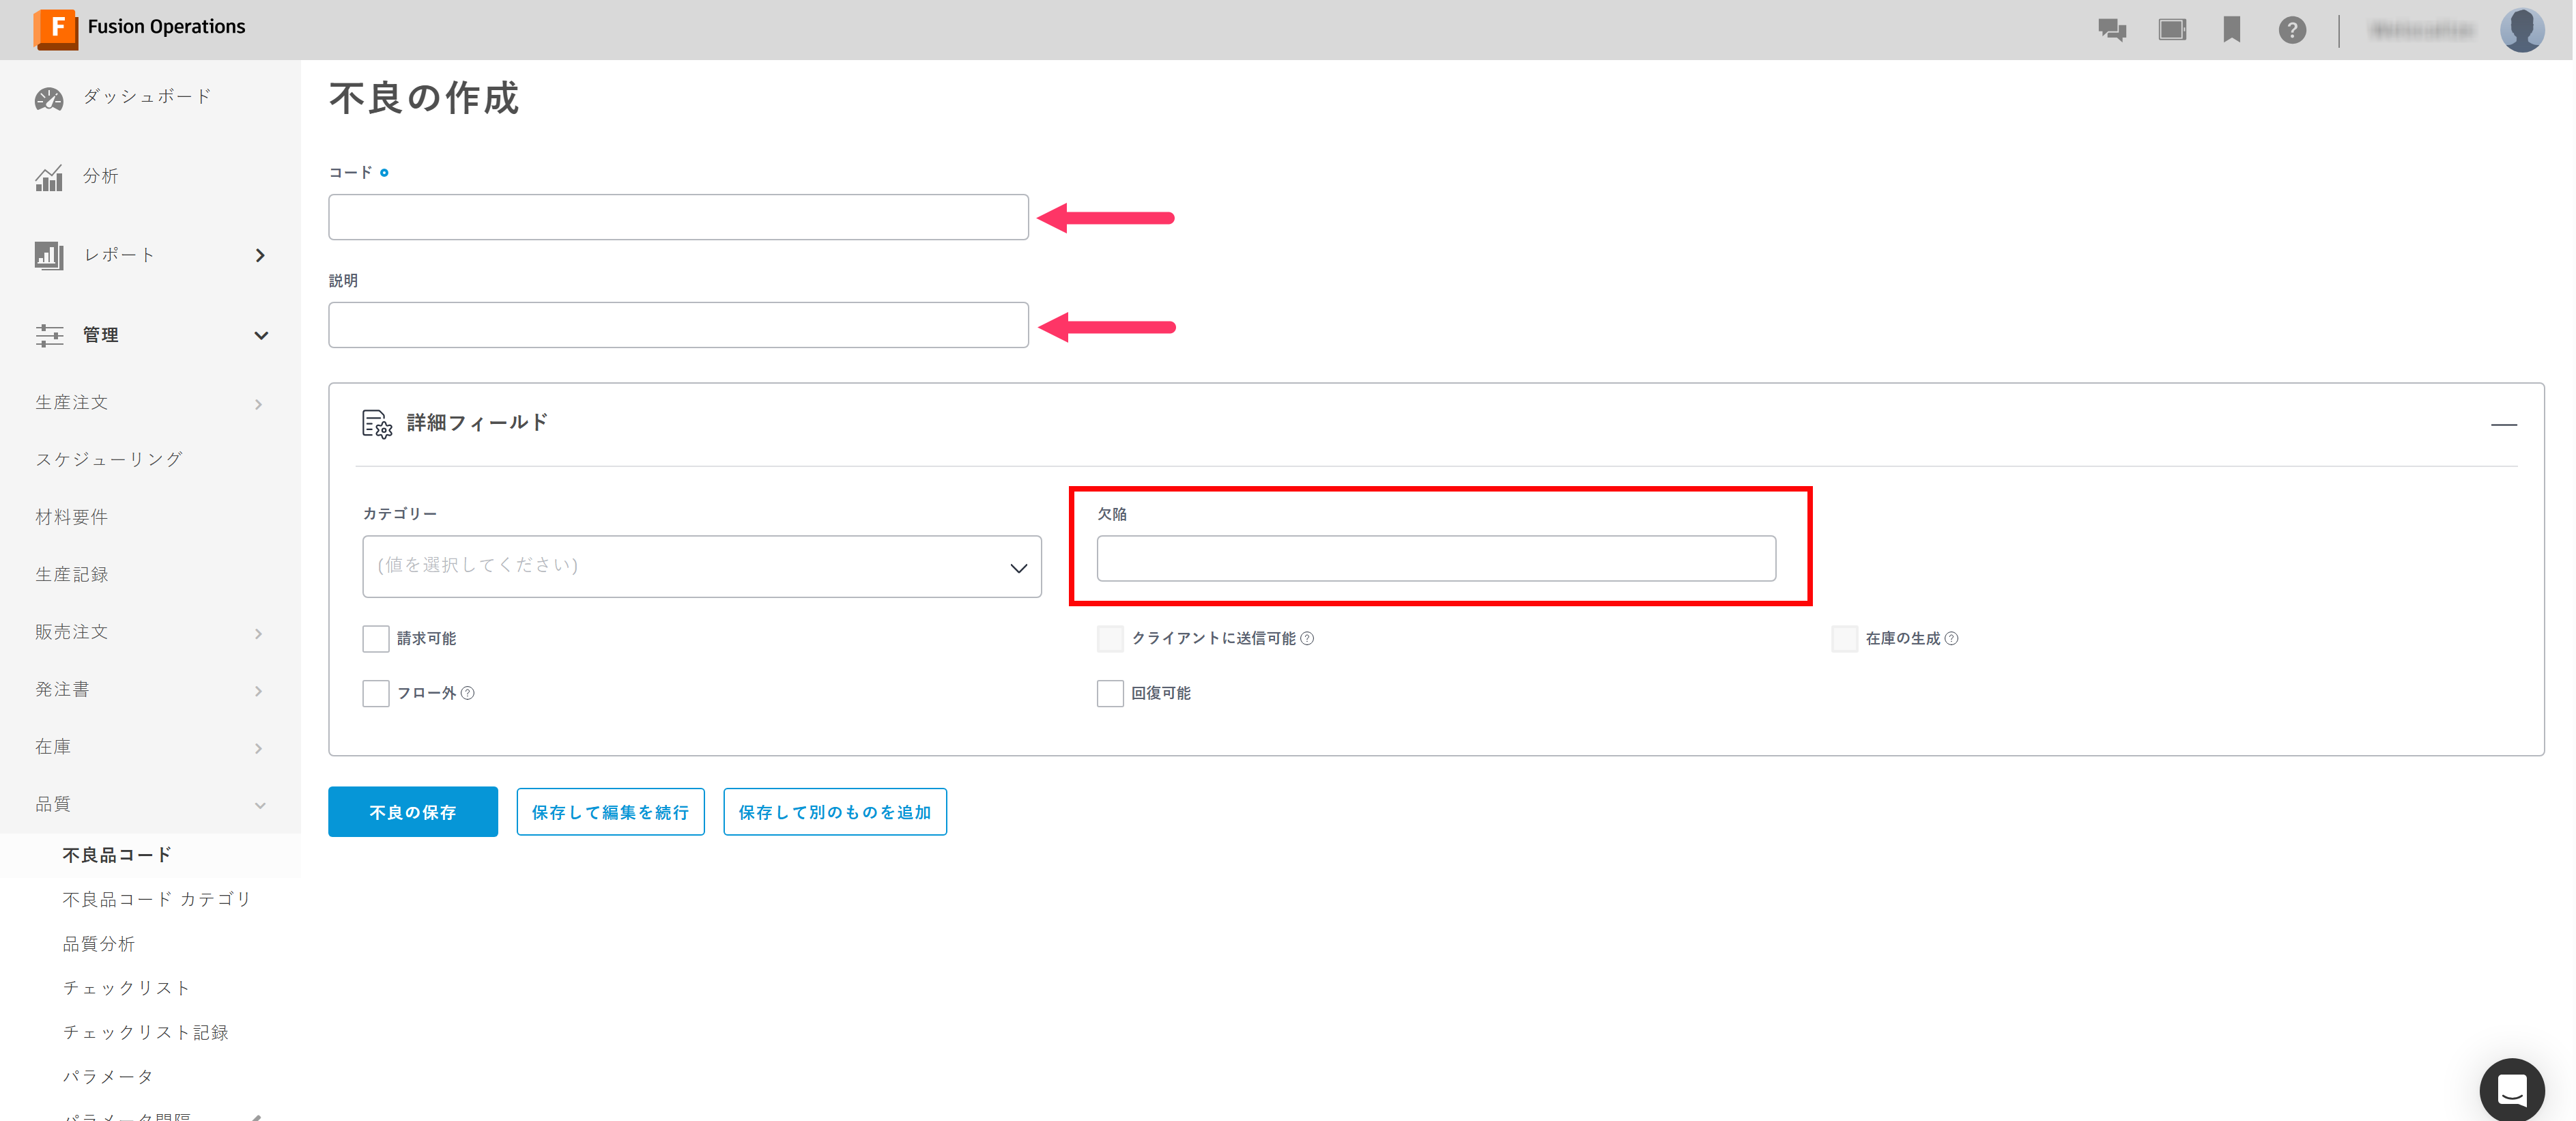 F Fusion Operations
?
ダッシュボード
分析
レポート
管理
生産注文
スケジューリング
材料要件
生産記録
販売注文
発注書
在庫
品質
不良品コード
不良品コード カテゴリ
品質分析
チェックリスト
チェックリスト記録
パラメータ
パラメータ間隔
不良の作成
コード
説明
詳細フィールド
カテゴリー
(値を選択してください)
欠陥
請求可能
クライアントに送信可能 ?
在庫の生成 ?
フロー外 ?
回復可能
不良の保存
保存して編集を続行
保存して別のものを追加